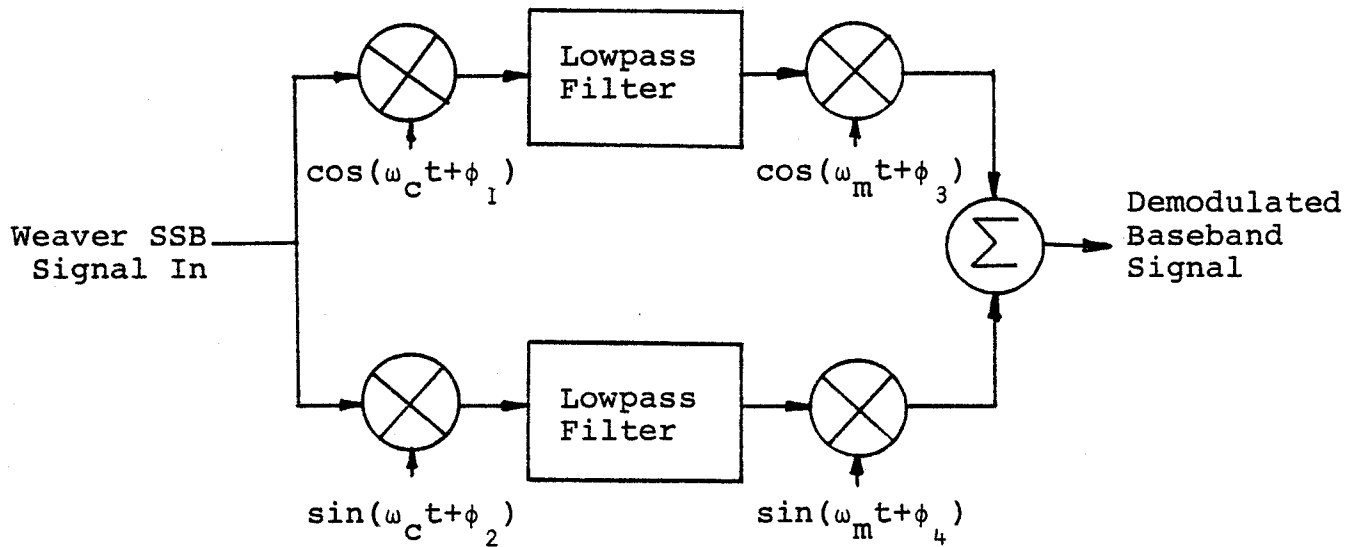 Lowpass
Filter
cos(ω_c t+φ_1)
cos(ω_m t+φ_3)
Weaver SSB
Signal In
Σ
Demodulated
Baseband
Signal
Lowpass
Filter
sin(ω_c t+φ_2)
sin(ω_m t+φ_4)